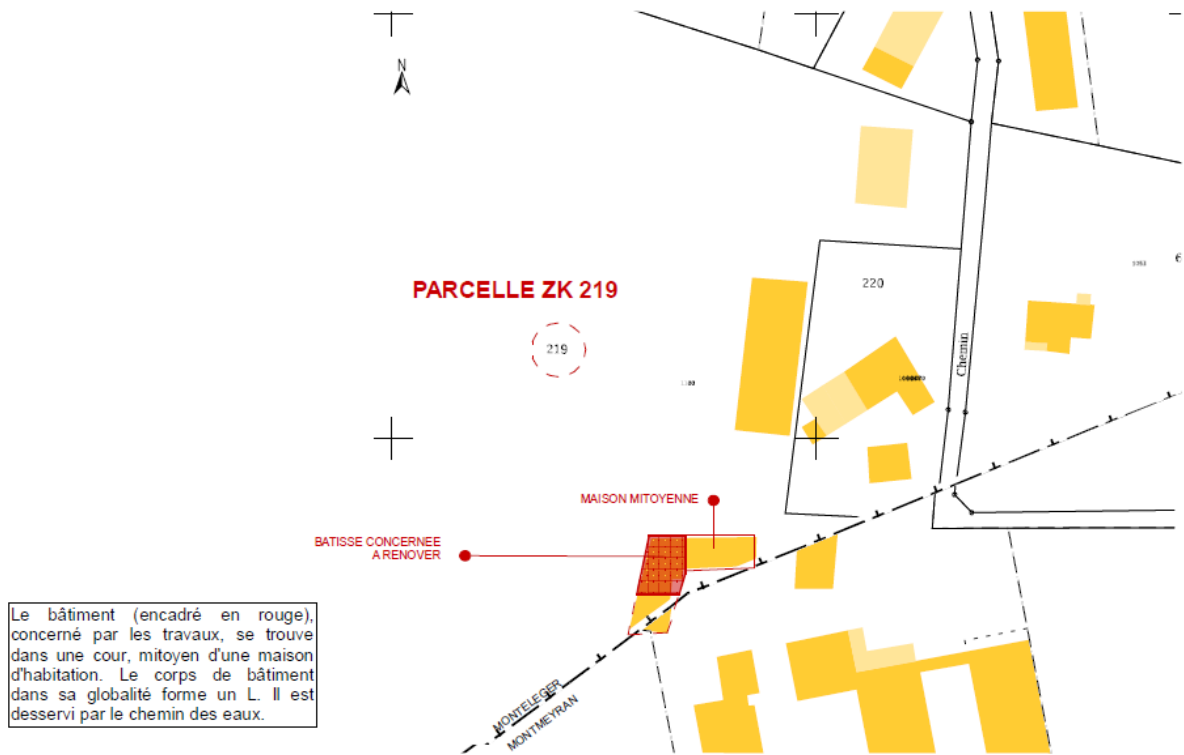 N
PARCELLE ZK 219
219
220
Chemin
MAISON MITOYENNE
BATISSE CONCERNEE
A RENOVER
Le bâtiment (encadré en rouge),
concerné par les travaux, se trouve
dans une cour, mitoyen d'une maison
d'habitation. Le corps de bâtiment
dans sa globalité forme un L. Il est
desservi par le chemin des eaux.
MONTELEGER
MONTMEYRAN